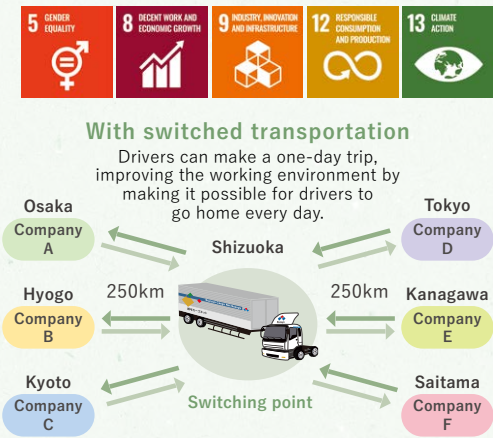 5 GENDER
EQUALITY
8 DECENT WORK AND
ECONOMIC GROWTH
9 INDUSTRY, INNOVATION
AND INFRASTRUCTURE
12 RESPONSIBLE
CONSUMPTION
AND PRODUCTION
13 CLIMATE
ACTION
With switched transportation
Drivers can make a one-day trip,
improving the working environment by
making it possible for drivers to
go home every day.
Osaka
Company
A
Tokyo
Company
D
Shizuoka
Hyogo
Company
B
250km
250km
Kanagawa
Company
E
Kyoto
Company
C
Switching point
Saitama
Company
F